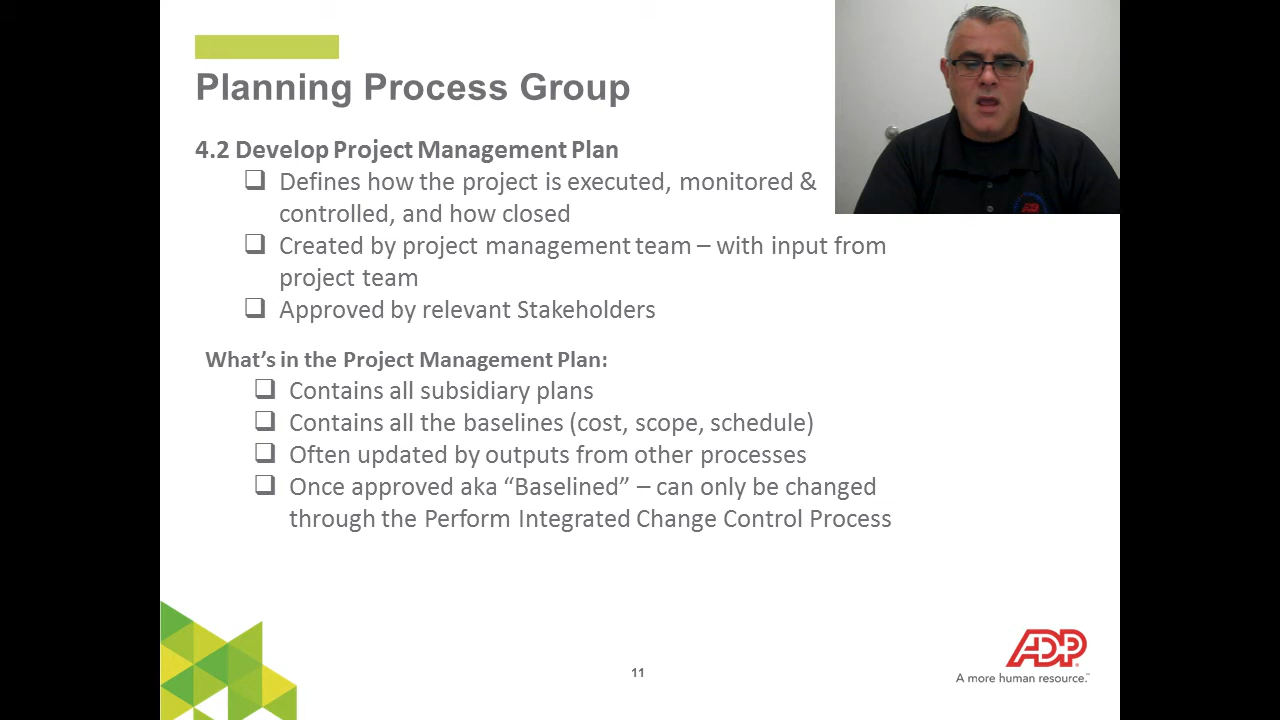 Planning Process Group
4.2 Develop Project Management Plan
Defines how the project is executed, monitored &
controlled, and how closed
Created by project management team – with input from
project team
Approved by relevant Stakeholders
What's in the Project Management Plan:
Contains all subsidiary plans
Contains all the baselines (cost, scope, schedule)
Often updated by outputs from other processes
Once approved aka “Baselined” – can only be changed
through the Perform Integrated Change Control Process
ADP
A more human resource.™
11